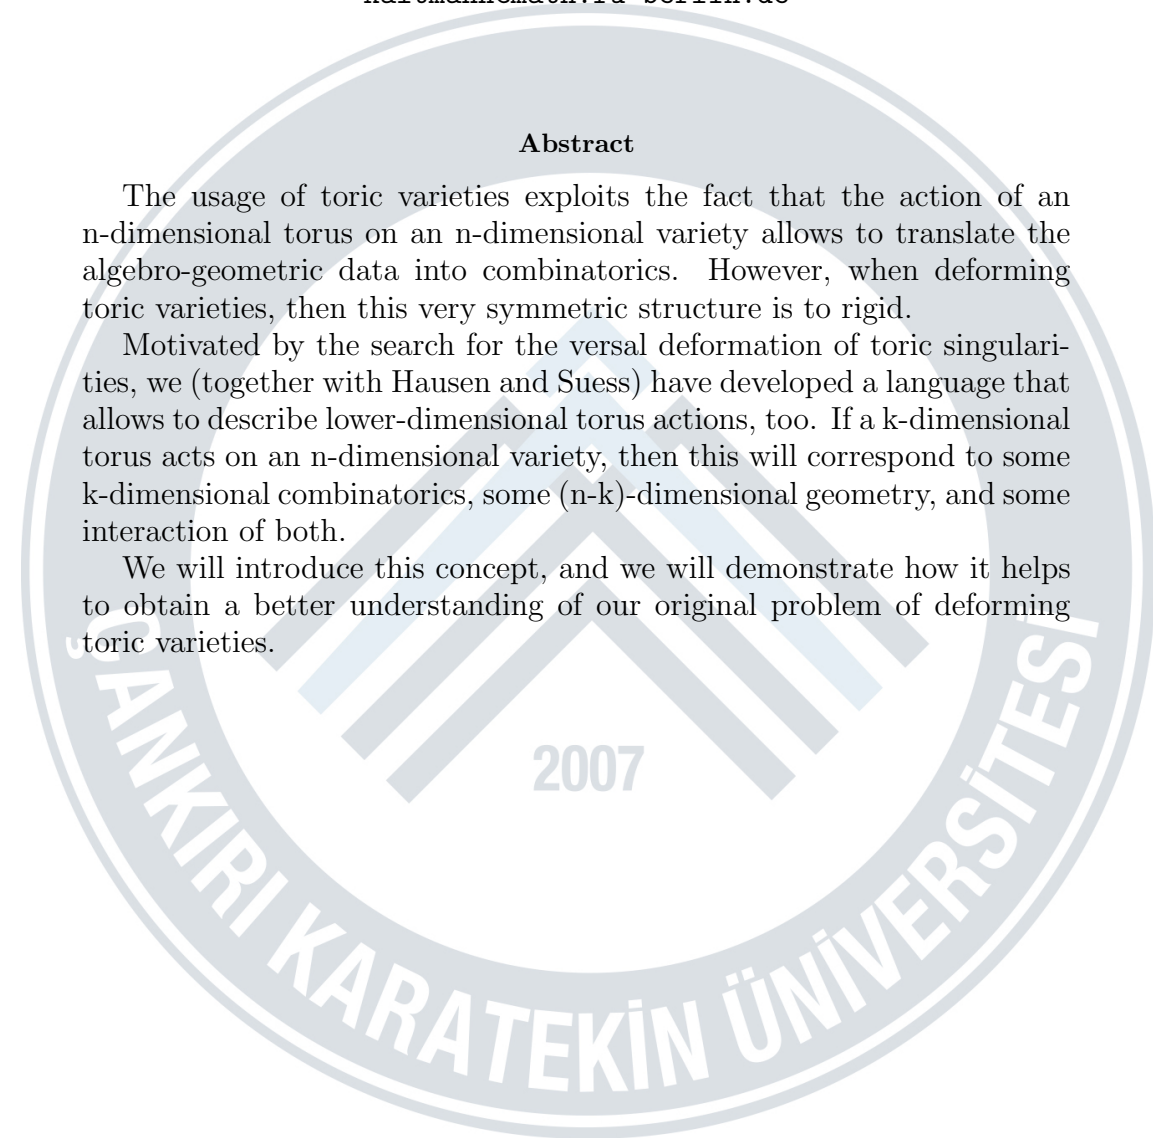 Abstract
The usage of toric varieties exploits the fact that the action of an
n-dimensional torus on an n-dimensional variety allows to translate the
algebro-geometric data into combinatorics. However, when deforming
toric varieties, then this very symmetric structure is to rigid.
Motivated by the search for the versal deformation of toric singulari-
ties, we (together with Hausen and Suess) have developed a language that
allows to describe lower-dimensional torus actions, too. If a k-dimensional
torus acts on an n-dimensional variety, then this will correspond to some
k-dimensional combinatorics, some (n-k)-dimensional geometry, and some
interaction of both.
We will introduce this concept, and we will demonstrate how it helps
to obtain a better understanding of our original problem of deforming
toric varieties.
2007
ÇANKIRI KARATEKİN ÜNİVERSİTESİ